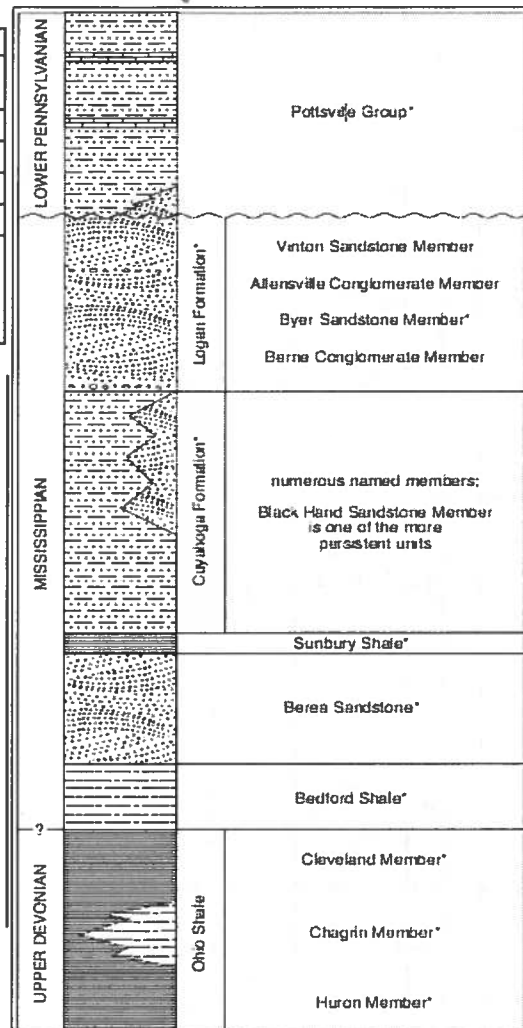 LOWER PENNSYLVANIAN
Pottsville Group*
MISSISSIPPIAN
Logan Formation*
Vinton Sandstone Member
Allensville Conglomerate Member
Byer Sandstone Member*
Berne Conglomerate Member
Cuyahoga Formation*
numerous named members;
Black Hand Sandstone Member
is one of the more
persistent units
Sunbury Shale*
Berea Sandstone*
Bedford Shale*
?
UPPER DEVONIAN
Ohio Shale
Cleveland Member*
Chagrin Member*
Huron Member*